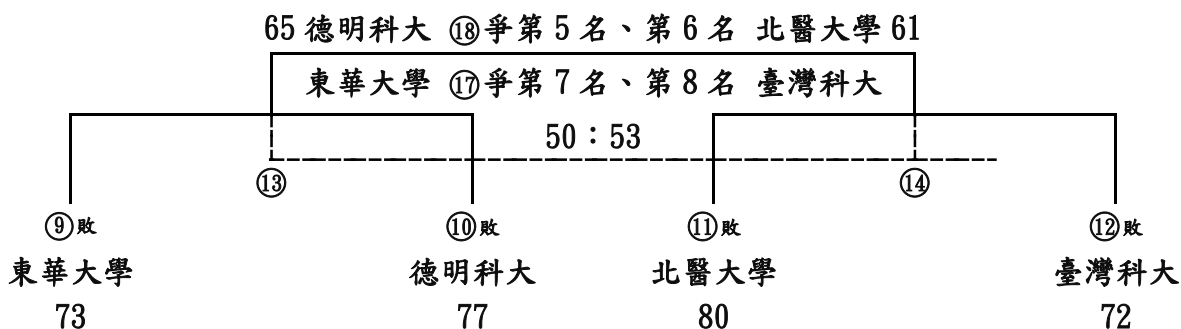 65 德明科大 ⑱爭第 5 名、第 6 名 北醫大學 61
東華大學 ⑰爭第 7 名、第 8 名 臺灣科大
50：53
⑬ ⑭
⑨敗 ⑩敗 ⑪敗 ⑫敗
東華大學 德明科大 北醫大學 臺灣科大
73 77 80 72